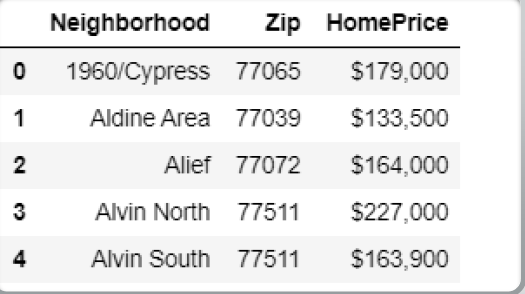 Neighborhood Zip HomePrice
0 1960/Cypress 77065 $179,000
1 Aldine Area 77039 $133,500
2 Alief 77072 $164,000
3 Alvin North 77511 $227,000
4 Alvin South 77511 $163,900